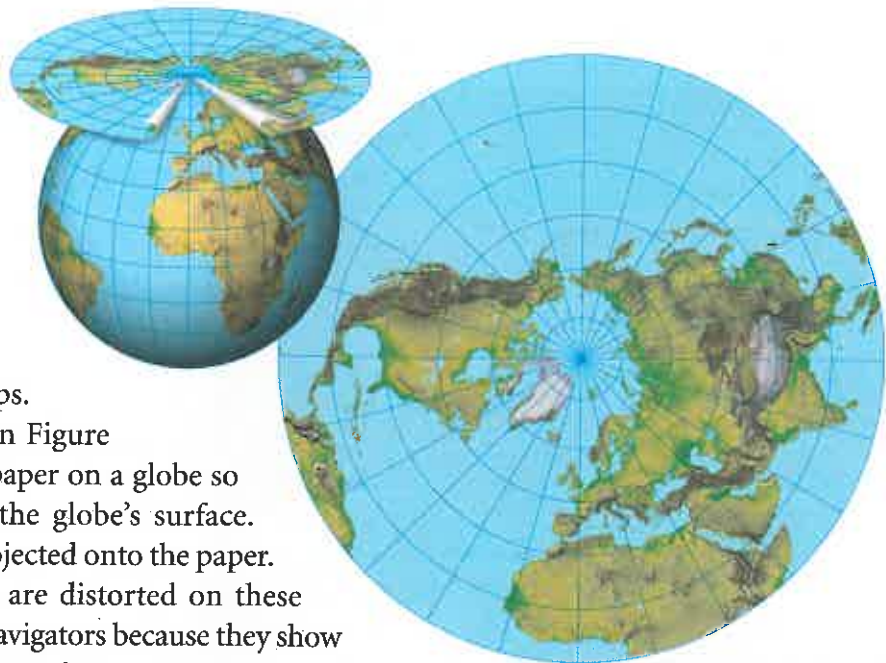 ps.
n Figure
paper on a globe so
the globe's surface.
jected onto the paper.
are distorted on these
avigators because they show